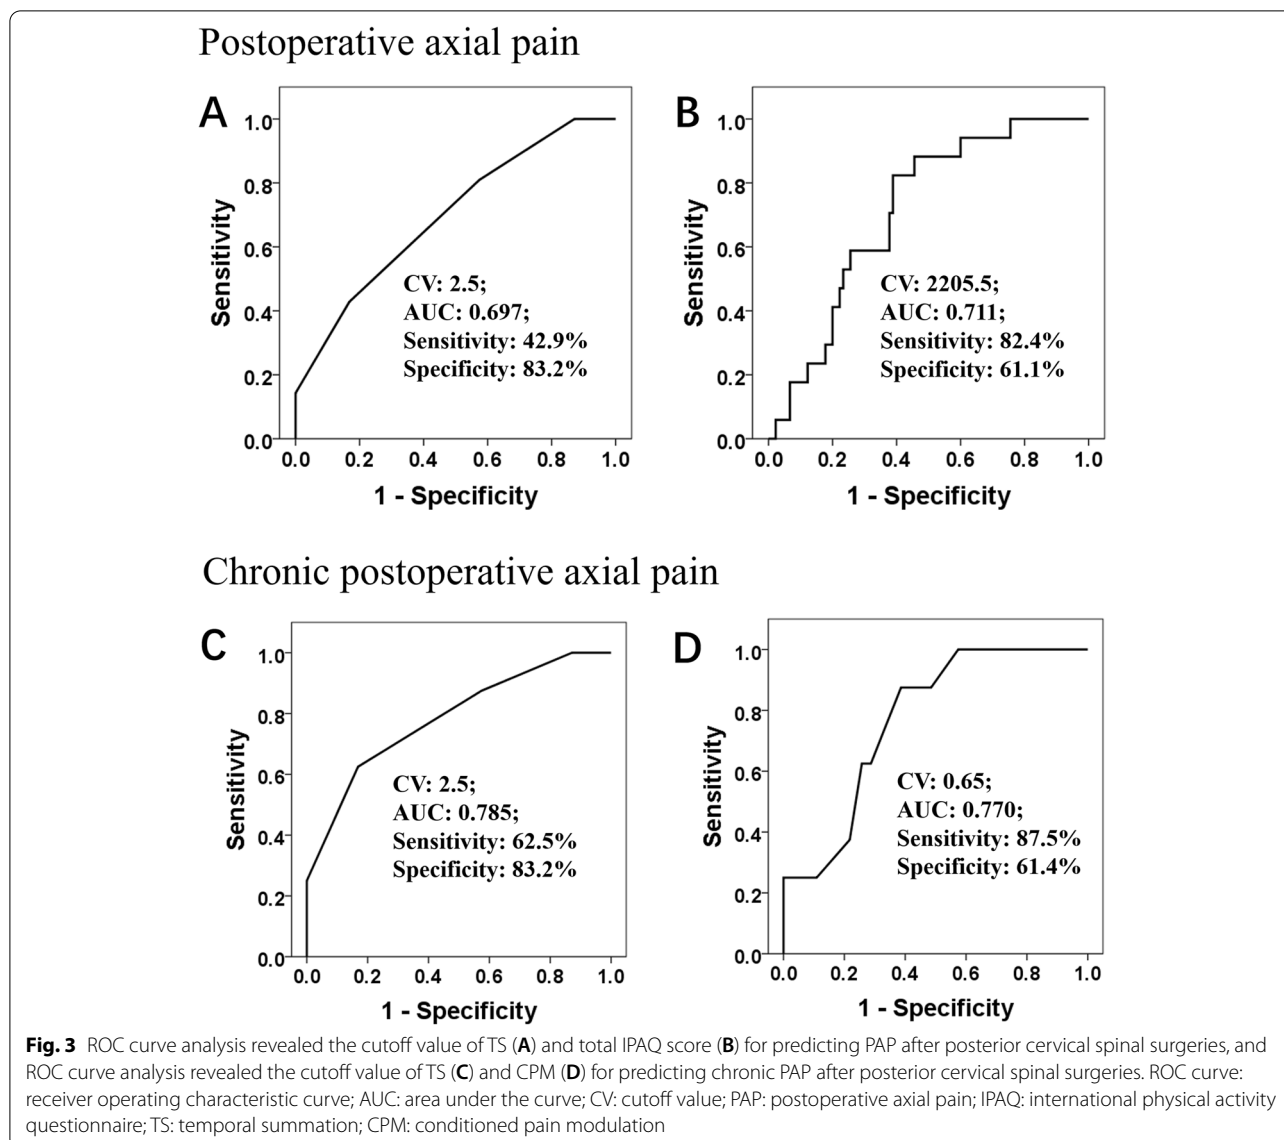 Postoperative axial pain
A
1.0
0.8
0.6
0.4
0.2
0.0
Sensitivity
CV: 2.5;
AUC: 0.697;
Sensitivity: 42.9%
Specificity: 83.2%
0.0 0.2 0.4 0.6 0.8 1.0
1 - Specificity
B
1.0
0.8
0.6
0.4
0.2
0.0
Sensitivity
CV: 2205.5;
AUC: 0.711;
Sensitivity: 82.4%
Specificity: 61.1%
0.0 0.2 0.4 0.6 0.8 1.0
1 - Specificity
Chronic postoperative axial pain
C
1.0
0.8
0.6
0.4
0.2
0.0
Sensitivity
CV: 2.5;
AUC: 0.785;
Sensitivity: 62.5%
Specificity: 83.2%
0.0 0.2 0.4 0.6 0.8 1.0
1 - Specificity
D
1.0
0.8
0.6
0.4
0.2
0.0
Sensitivity
CV: 0.65;
AUC: 0.770;
Sensitivity: 87.5%
Specificity: 61.4%
0.0 0.2 0.4 0.6 0.8 1.0
1 - Specificity
Fig. 3 ROC curve analysis revealed the cutoff value of TS (A) and total IPAQ score (B) for predicting PAP after posterior cervical spinal surgeries, and
ROC curve analysis revealed the cutoff value of TS (C) and CPM (D) for predicting chronic PAP after posterior cervical spinal surgeries. ROC curve:
receiver operating characteristic curve; AUC: area under the curve; CV: cutoff value; PAP: postoperative axial pain; IPAQ: international physical activity
questionnaire; TS: temporal summation; CPM: conditioned pain modulation